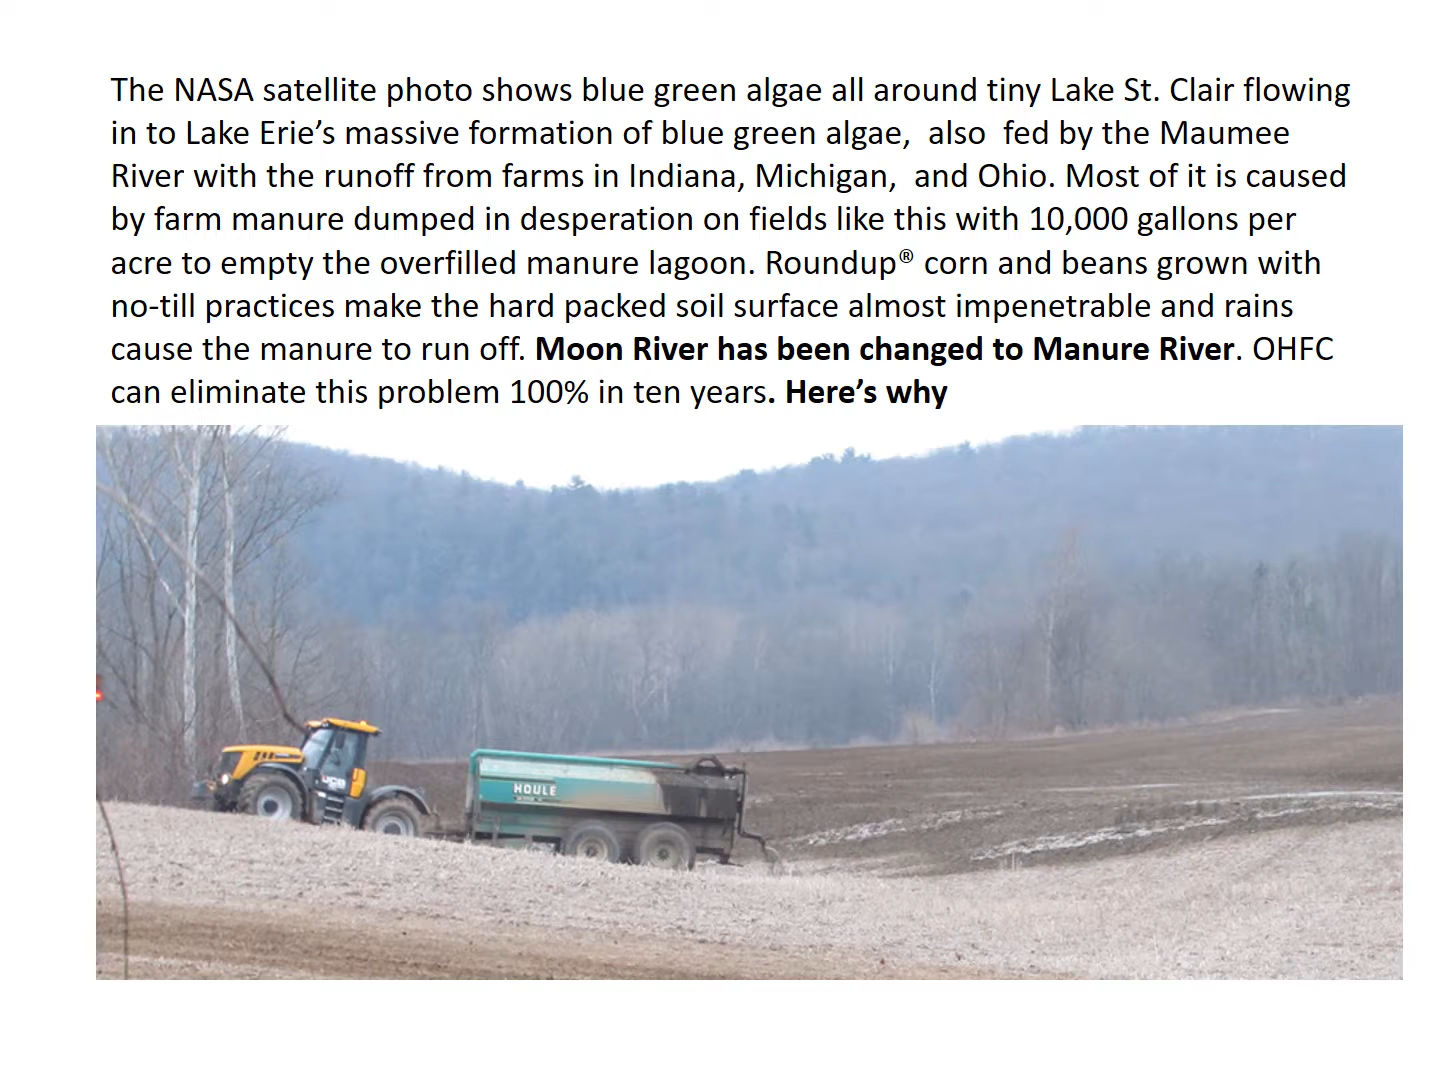 The NASA satellite photo shows blue green algae all around tiny Lake St. Clair flowing
in to Lake Erie’s massive formation of blue green algae,  also  fed by the Maumee
River with the runoff from farms in Indiana, Michigan,  and Ohio. Most of it is caused
by farm manure dumped in desperation on fields like this with 10,000 gallons per
acre to empty the overfilled manure lagoon. Roundup® corn and beans grown with
no-till practices make the hard packed soil surface almost impenetrable and rains
cause the manure to run off. Moon River has been changed to Manure River. OHFC
can eliminate this problem 100% in ten years. Here’s why
JCB
HOULE